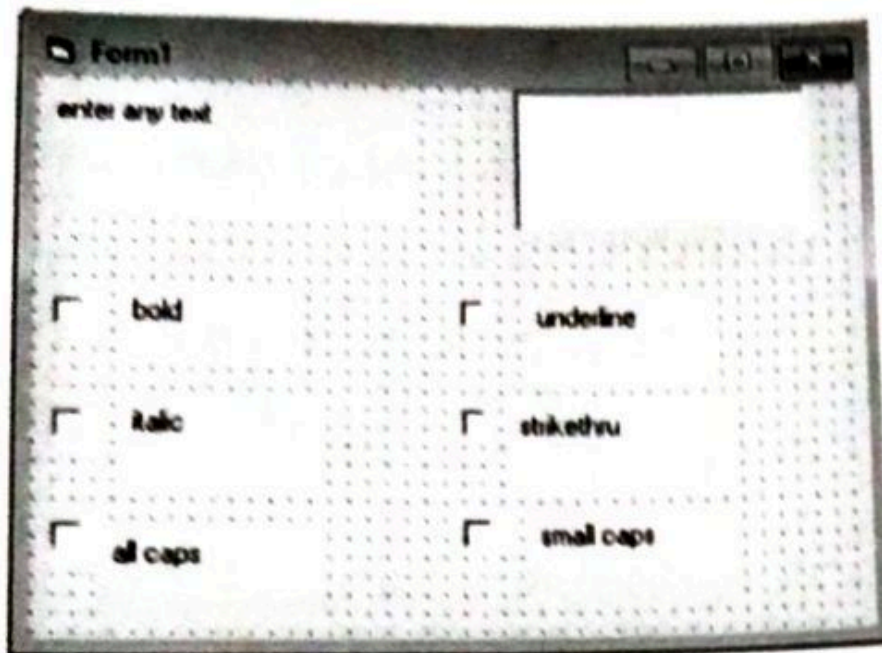 Form1
enter any text
bold
underline
italic
strikethru
all caps
small caps